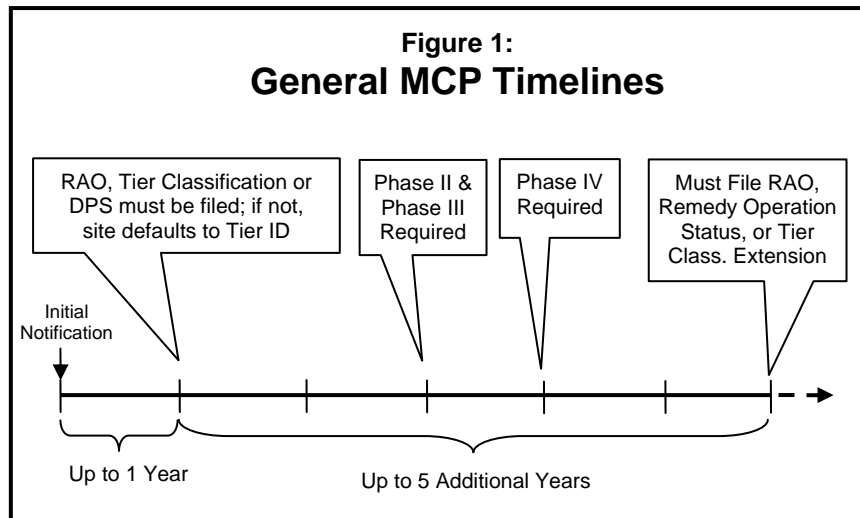 Figure 1:
General MCP Timelines
RAO, Tier Classification or
DPS must be filed; if not,
site defaults to Tier ID
Phase II &
Phase III
Required
Phase IV
Required
Must File RAO,
Remedy Operation
Status, or Tier
Class. Extension
Initial
Notification
Up to 1 Year
Up to 5 Additional Years